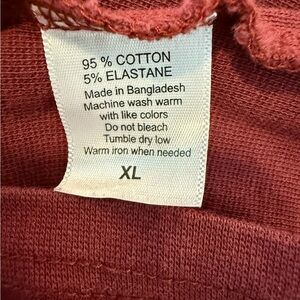 95 % COTTON
5% ELASTANE
Made in Bangladesh
Machine wash warm
with like colors
Do not bleach
Tumble dry low
Warm iron when needed
XL